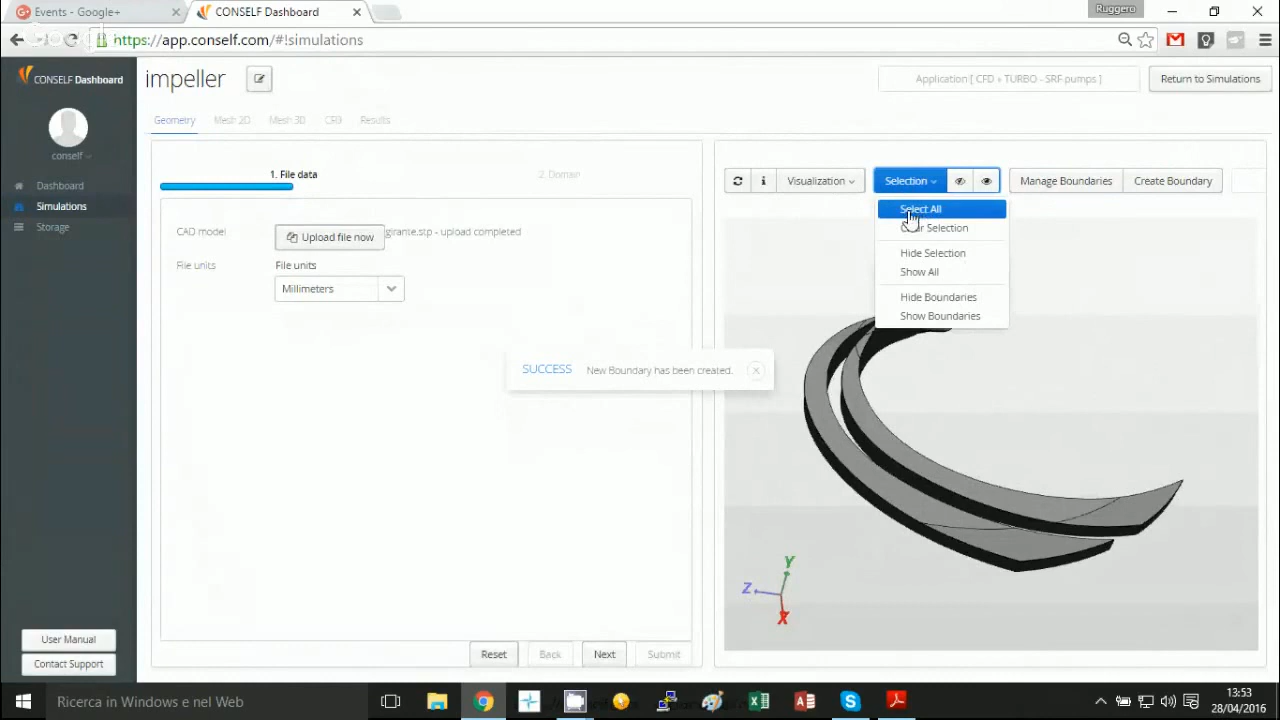 Events - Google+
CONSELF Dashboard
Ruggero
https://app.conself.com/#!simulations
CONSELF Dashboard
impeller
Application [ CFD » TURBO - SRF pumps ]
Return to Simulations
Geometry
Mesh 2D
Mesh 3D
CFD
Results
conself
Dashboard
Simulations
Storage
1. File data
2. Domain
CAD model
Upload file now
girante.stp - upload completed
File units
File units
Millimeters
Visualization
Selection
Manage Boundaries
Create Boundary
Select All
Clear Selection
Hide Selection
Show All
Hide Boundaries
Show Boundaries
SUCCESS
New Boundary has been created.
Y
Z
X
Reset
Back
Next
Submit
User Manual
Contact Support
Ricerca in Windows e nel Web
13:53
28/04/2016